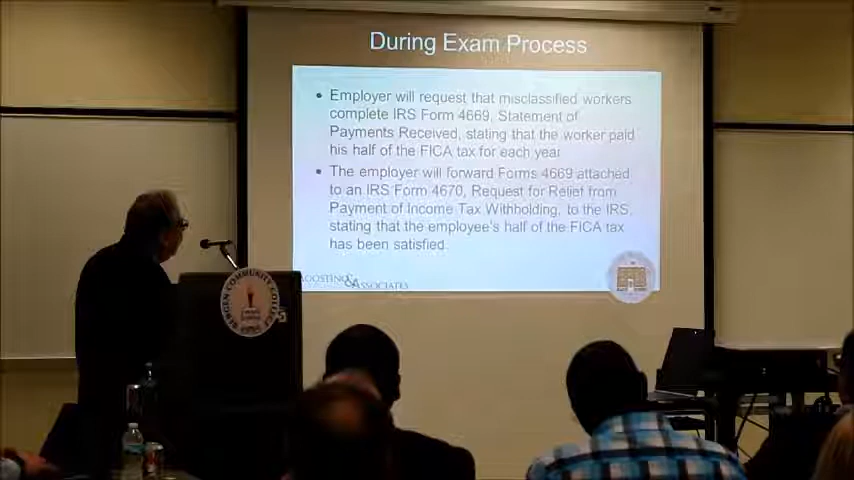 During Exam Process
• Employer will request that misclassified workers
complete IRS Form 4669, Statement of
Payments Received, stating that the worker paid
his half of the FICA tax for each year
• The employer will forward Forms 4669 attached
to an IRS Form 4670, Request for Relief from
Payment of Income Tax Withholding, to the IRS,
stating that the employee's half of the FICA tax
has been satisfied.
AGOSTINO & ASSOCIATES
BERGEN COMMUNITY COLLEGE